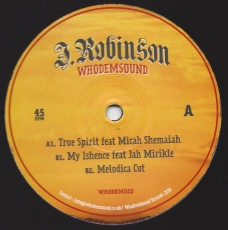 J. Robinson
WHODEMSOUND
45
RPM
A
A1. True Spirit feat Micah Shemaiah
B1. My Ishence feat Jah Mirikle
B2. Melodica Cut
WHODEM010